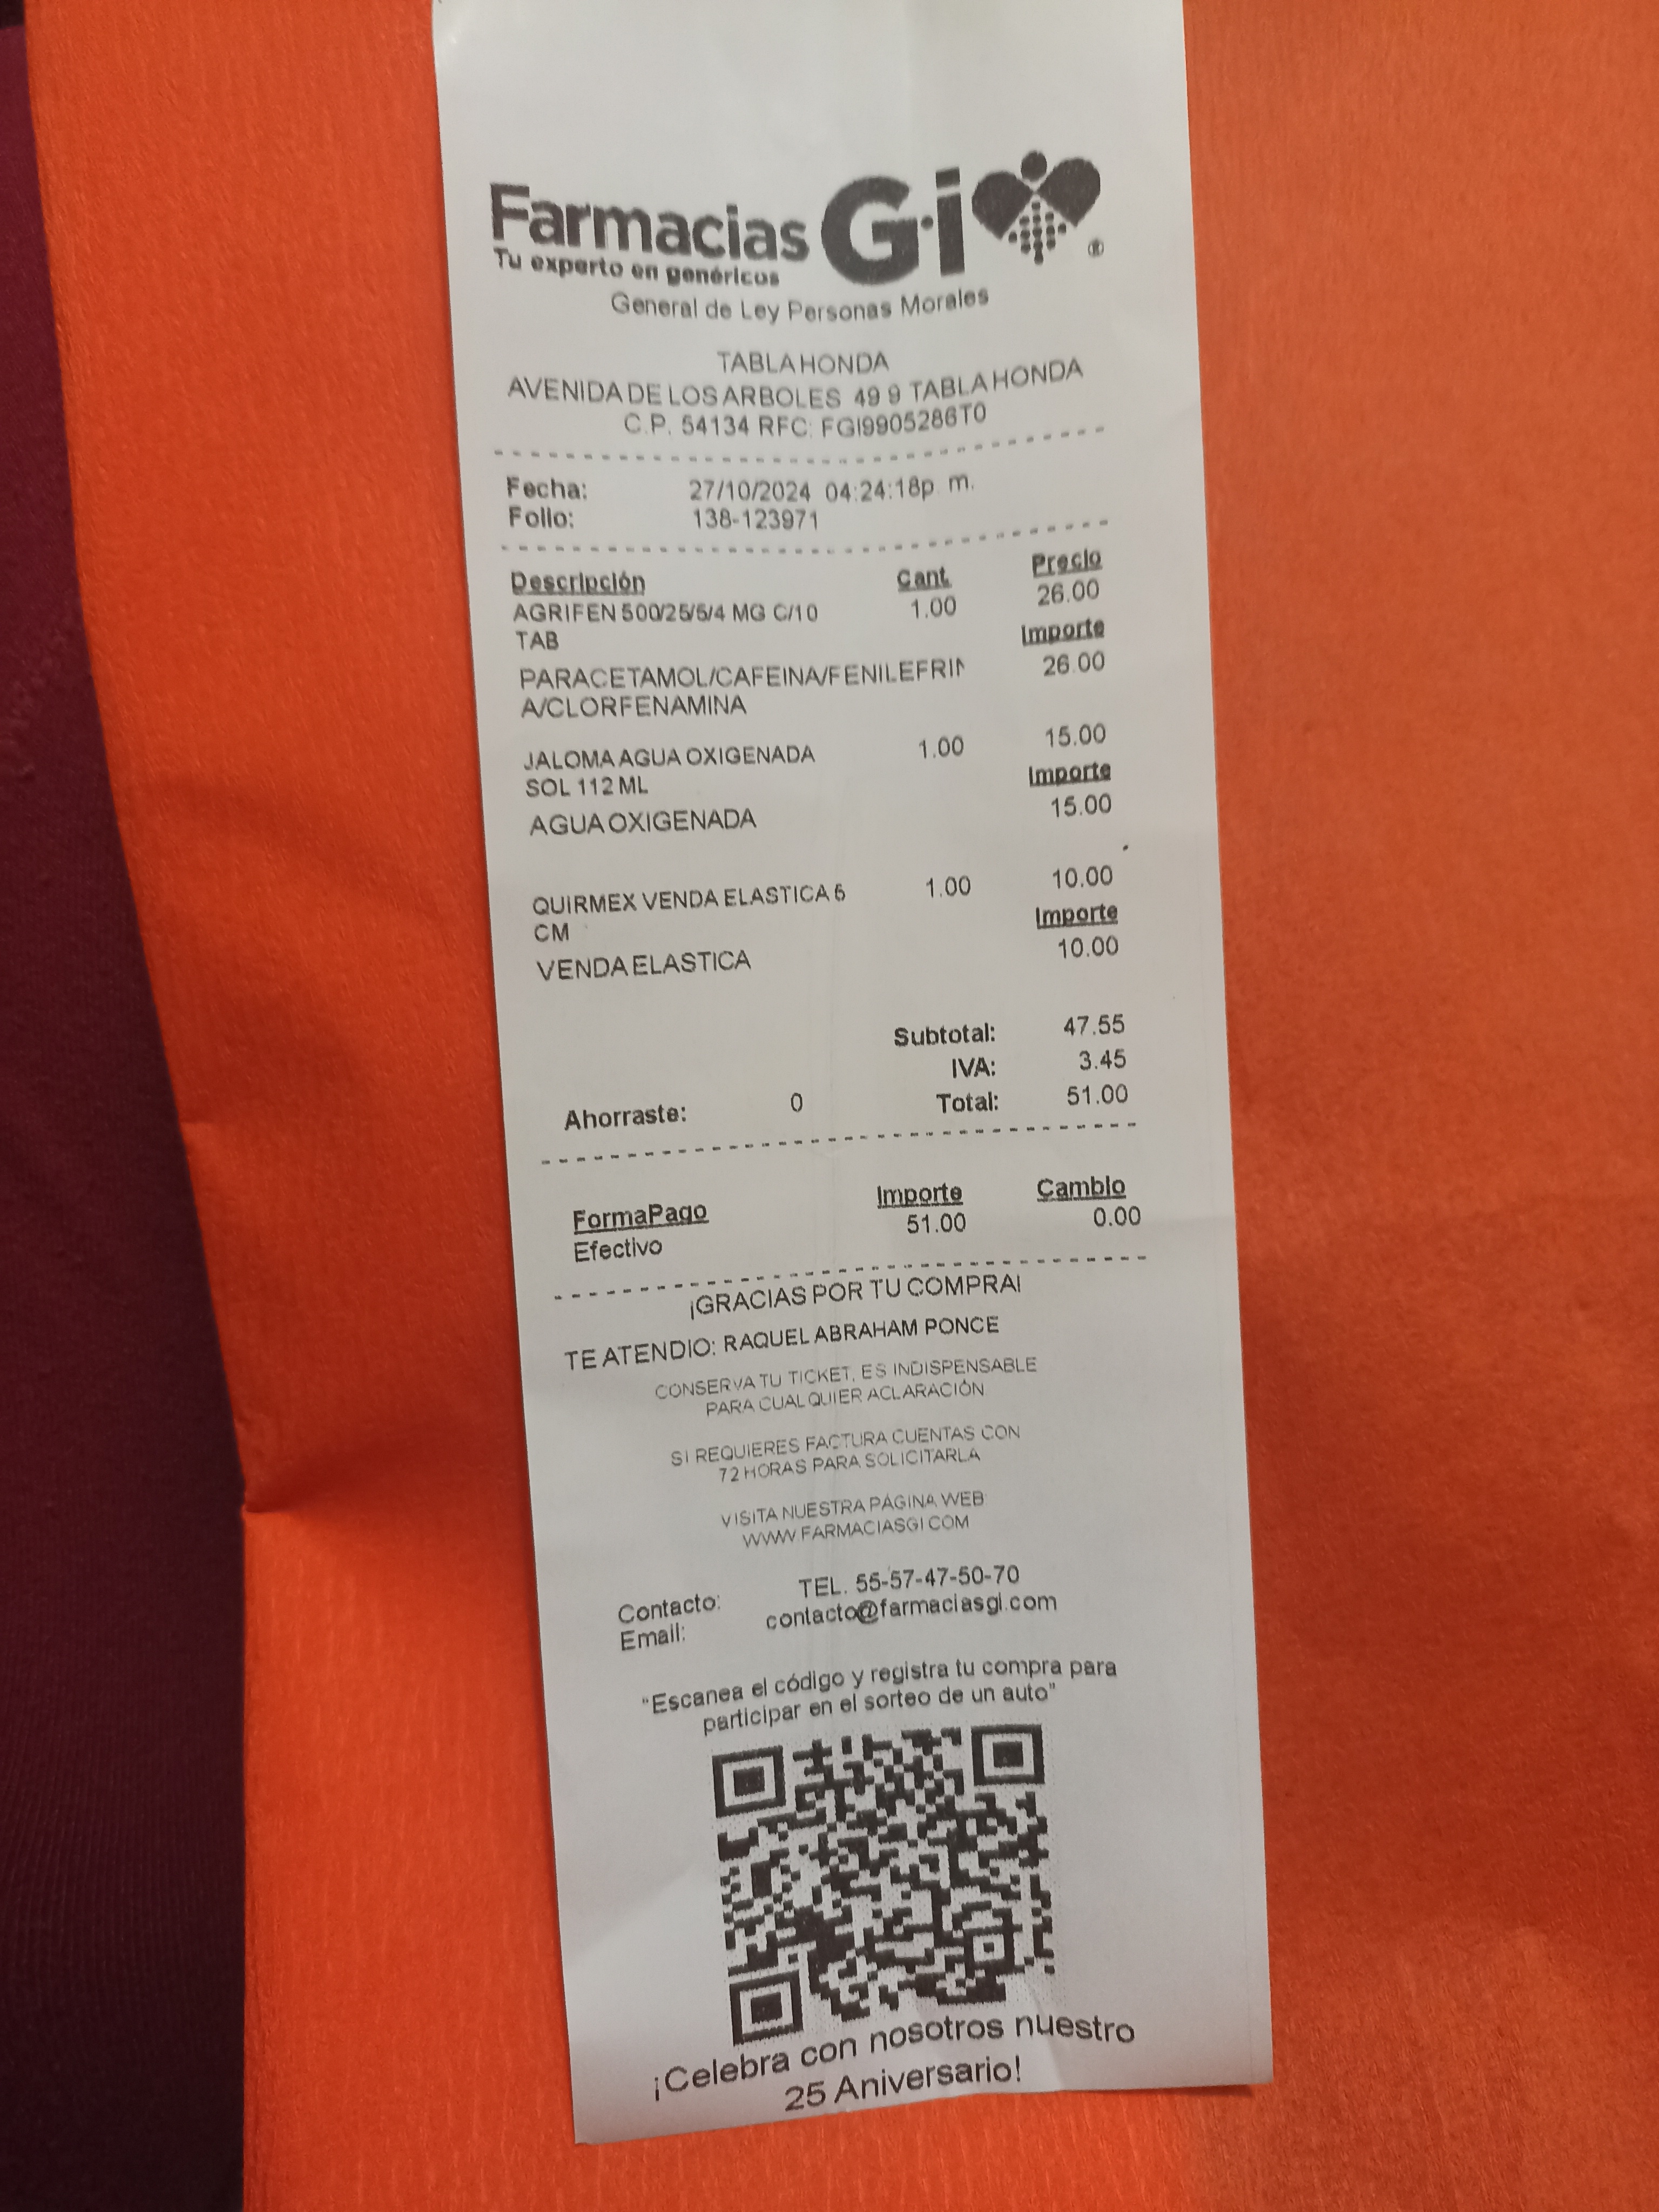 Farmacias Gi ®
Tu experto en genéricos
General de Ley Personas Morales
TABLA HONDA
AVENIDA DE LOS ARBOLES 49 9 TABLA HONDA
C.P. 54134 RFC: FGI9905286T0
Fecha: 27/10/2024 04:24:18p. m.
Folio: 138-123971
Descripción Cant. Precio
AGRIFEN 500/25/5/4 MG C/10 1.00 26.00
TAB Importe
PARACETAMOL/CAFEINA/FENILEFRIN 26.00
A/CLORFENAMINA
JALOMA AGUA OXIGENADA 1.00 15.00
SOL 112 ML Importe
AGUA OXIGENADA 15.00
QUIRMEX VENDA ELASTICA 6 1.00 10.00
CM Importe
VENDA ELASTICA 10.00
Subtotal: 47.55
IVA: 3.45
Ahorraste: 0 Total: 51.00
FormaPago Importe Cambio
Efectivo 51.00 0.00
¡GRACIAS POR TU COMPRA!
TE ATENDIO: RAQUEL ABRAHAM PONCE
CONSERVA TU TICKET, ES INDISPENSABLE
PARA CUALQUIER ACLARACIÓN
SI REQUIERES FACTURA CUENTAS CON
72 HORAS PARA SOLICITARLA
VISITA NUESTRA PÁGINA WEB
WWW.FARMACIASGI.COM
Contacto: TEL. 55-57-47-50-70
Email: contacto@farmaciasgi.com
"Escanea el código y registra tu compra para
participar en el sorteo de un auto"
¡Celebra con nosotros nuestro
25 Aniversario!